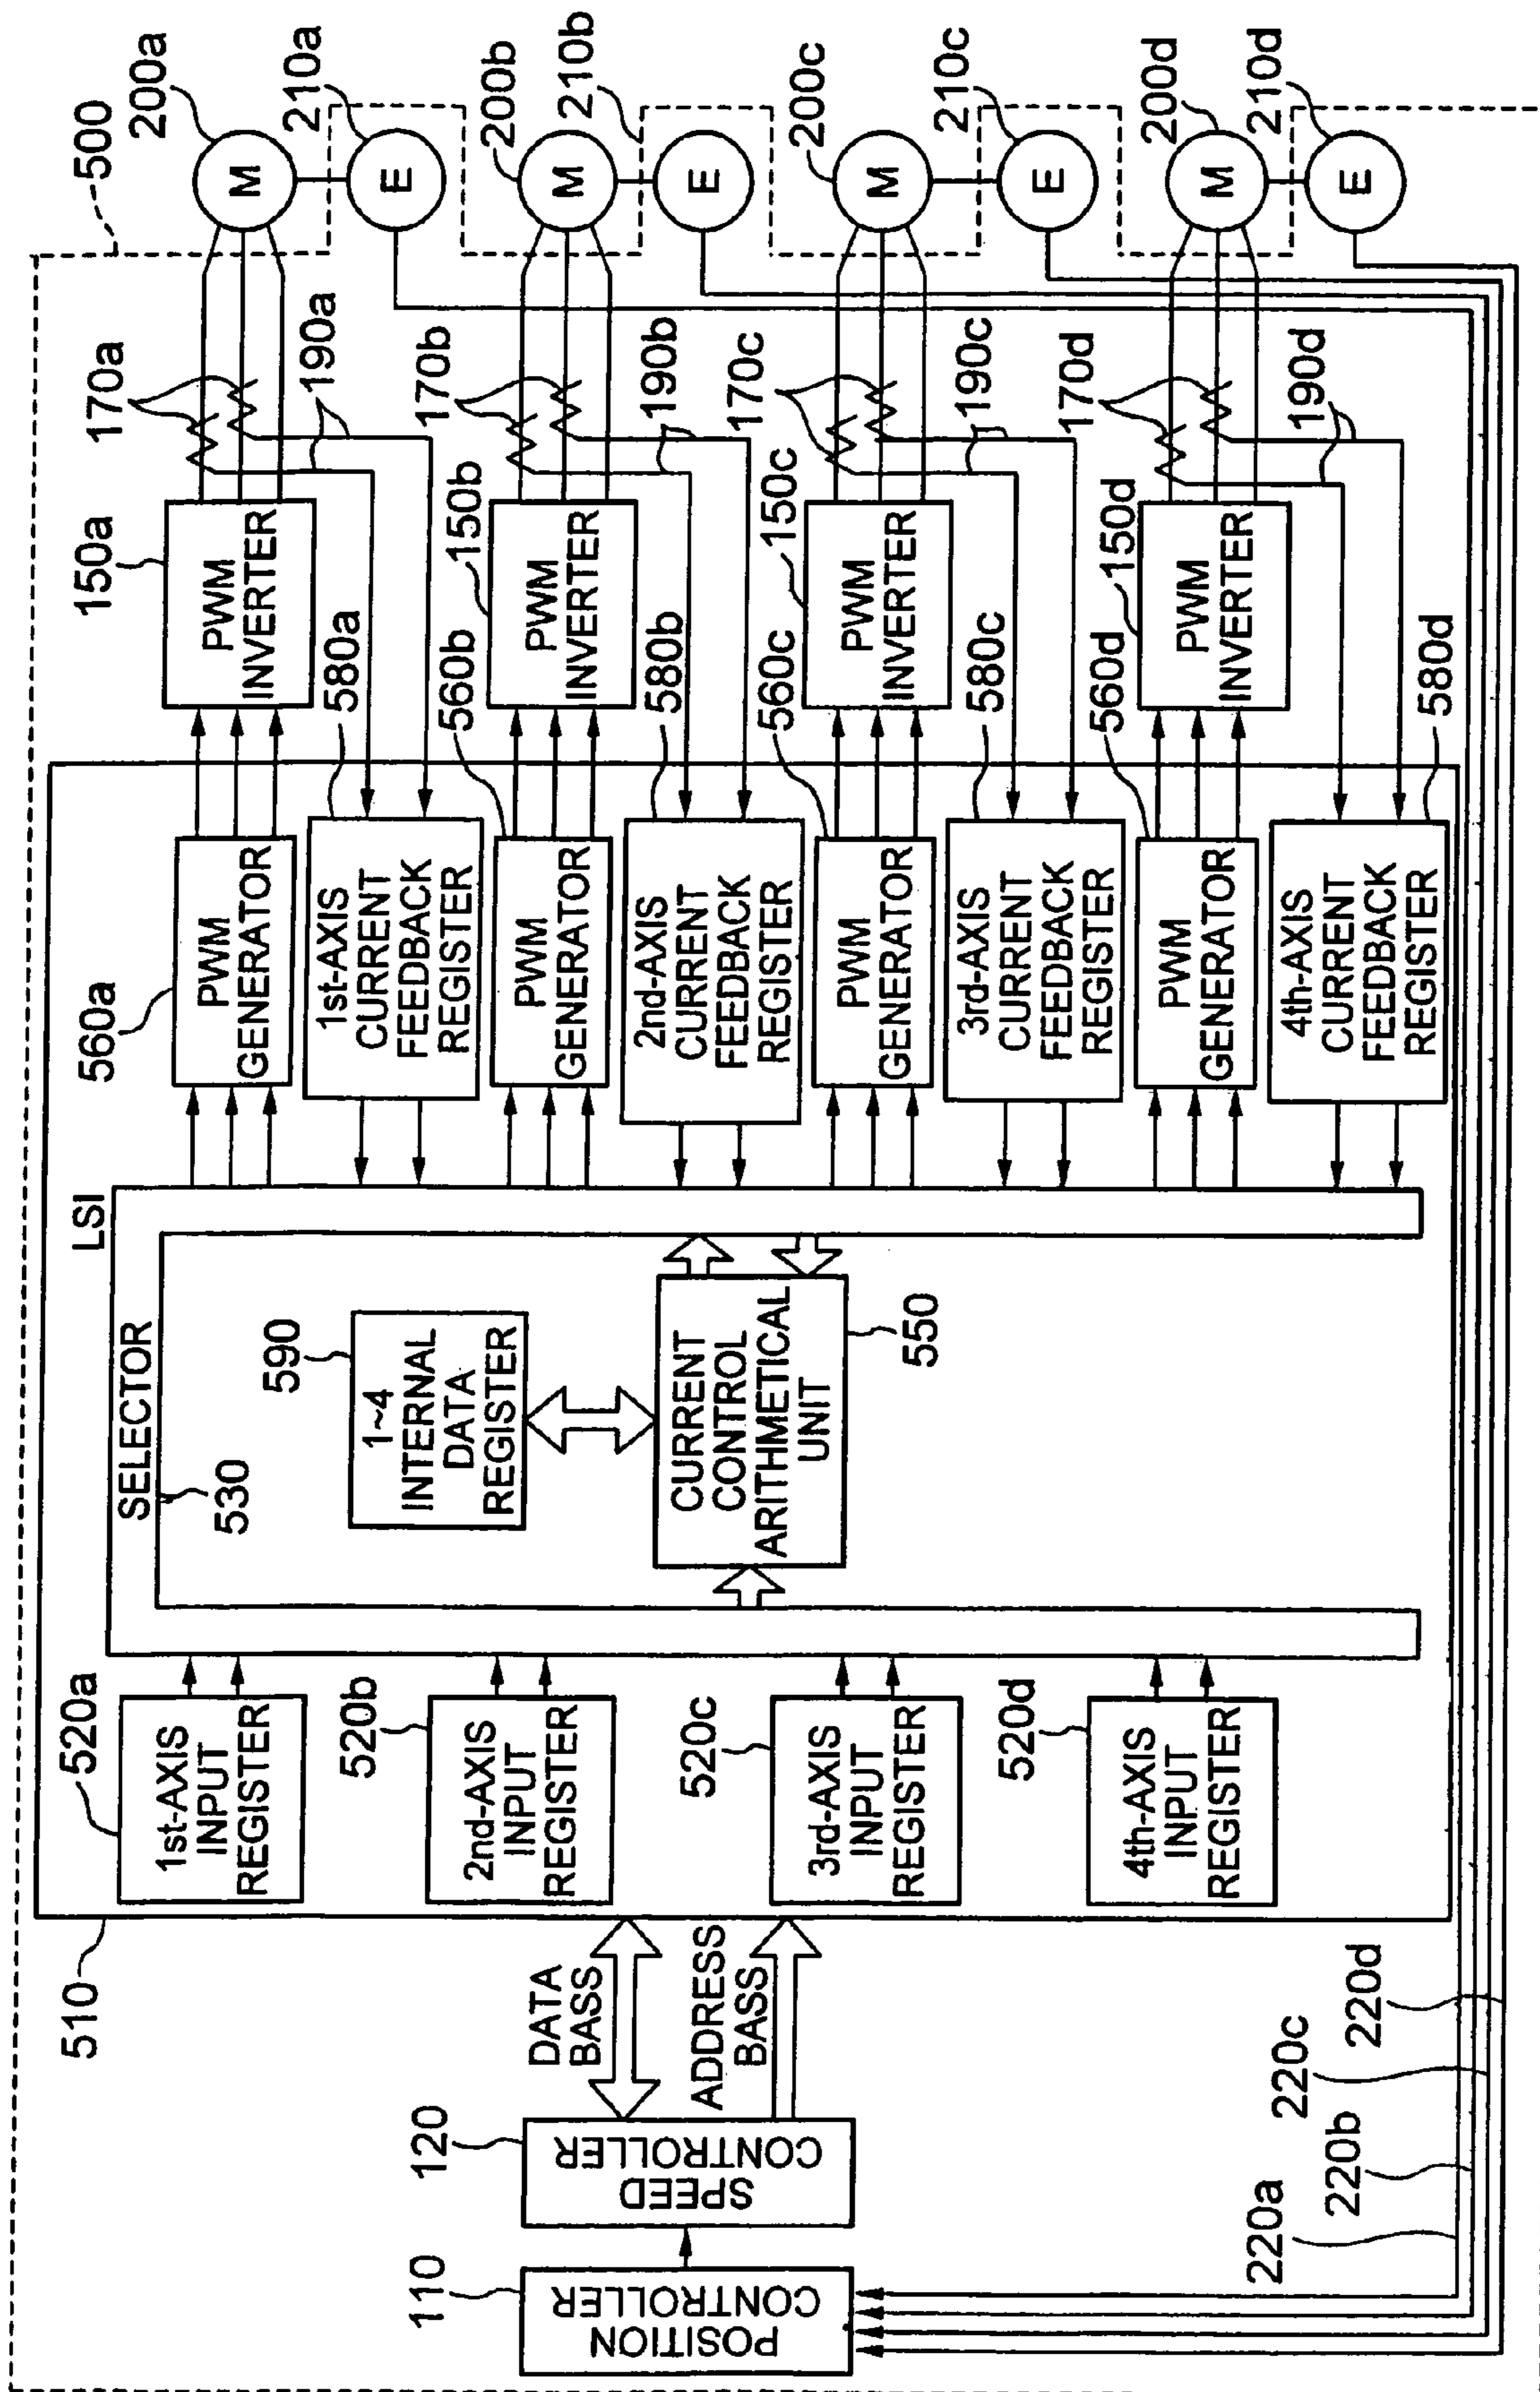 500
200a
M
210a
E
200b
M
210b
E
200c
M
210c
E
200d
M
210d
E
170a
190a
170b
190b
170c
190c
170d
190d
150a
PWM
INVERTER
150b
PWM
INVERTER
150c
PWM
INVERTER
150d
PWM
INVERTER
560a
PWM
GENERATOR
580a
1st-AXIS
CURRENT
FEEDBACK
REGISTER
560b
PWM
GENERATOR
580b
2nd-AXIS
CURRENT
FEEDBACK
REGISTER
560c
PWM
GENERATOR
580c
3rd-AXIS
CURRENT
FEEDBACK
REGISTER
560d
PWM
GENERATOR
580d
4th-AXIS
CURRENT
FEEDBACK
REGISTER
LSI
SELECTOR
530
590
1~4
INTERNAL
DATA
REGISTER
CURRENT
CONTROL
ARITHMETICAL
UNIT
550
520a
1st-AXIS
INPUT
REGISTER
520b
2nd-AXIS
INPUT
REGISTER
520c
3rd-AXIS
INPUT
REGISTER
520d
4th-AXIS
INPUT
REGISTER
510
DATA
BASS
ADDRESS
BASS
120
SPEED
CONTROLLER
110
POSITION
CONTROLLER
220a
220b
220c
220d